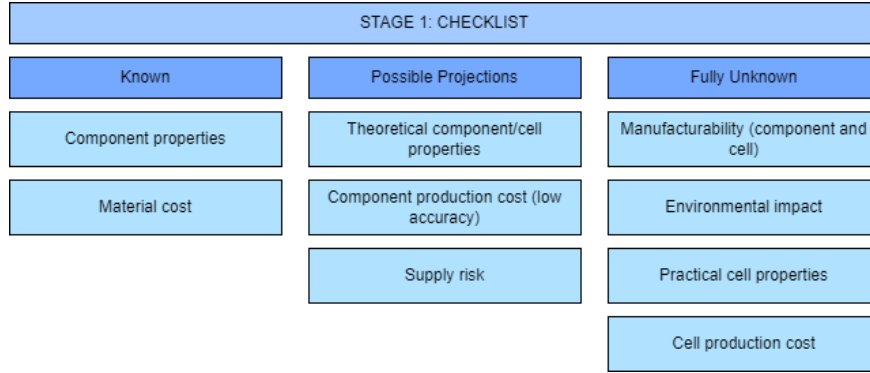 STAGE 1: CHECKLIST
Known
Possible Projections
Fully Unknown
Component properties
Theoretical component/cell
properties
Manufacturability (component and
cell)
Material cost
Component production cost (low
accuracy)
Environmental impact
Supply risk
Practical cell properties
Cell production cost